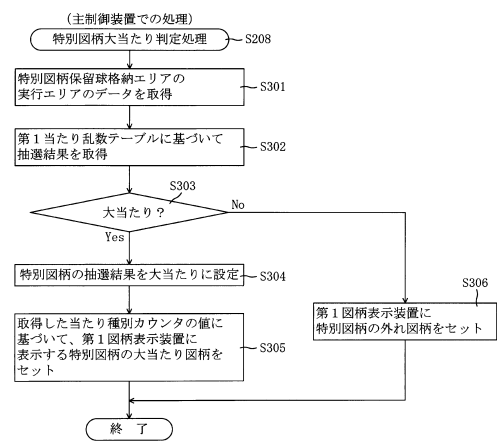 (主制御装置での処理)
特別図柄大当たり判定処理
S208
特別図柄保留球格納エリアの
実行エリアのデータを取得
S301
第1当たり乱数テーブルに基づいて
抽選結果を取得
S302
S303
大当たり?
No
Yes
特別図柄の抽選結果を大当たりに設定
S304
S306
第1図柄表示装置に
特別図柄の外れ図柄をセット
取得した当たり種別カウンタの値に
基づいて、第1図柄表示装置に
表示する特別図柄の大当たり図柄を
セット
S305
終 了